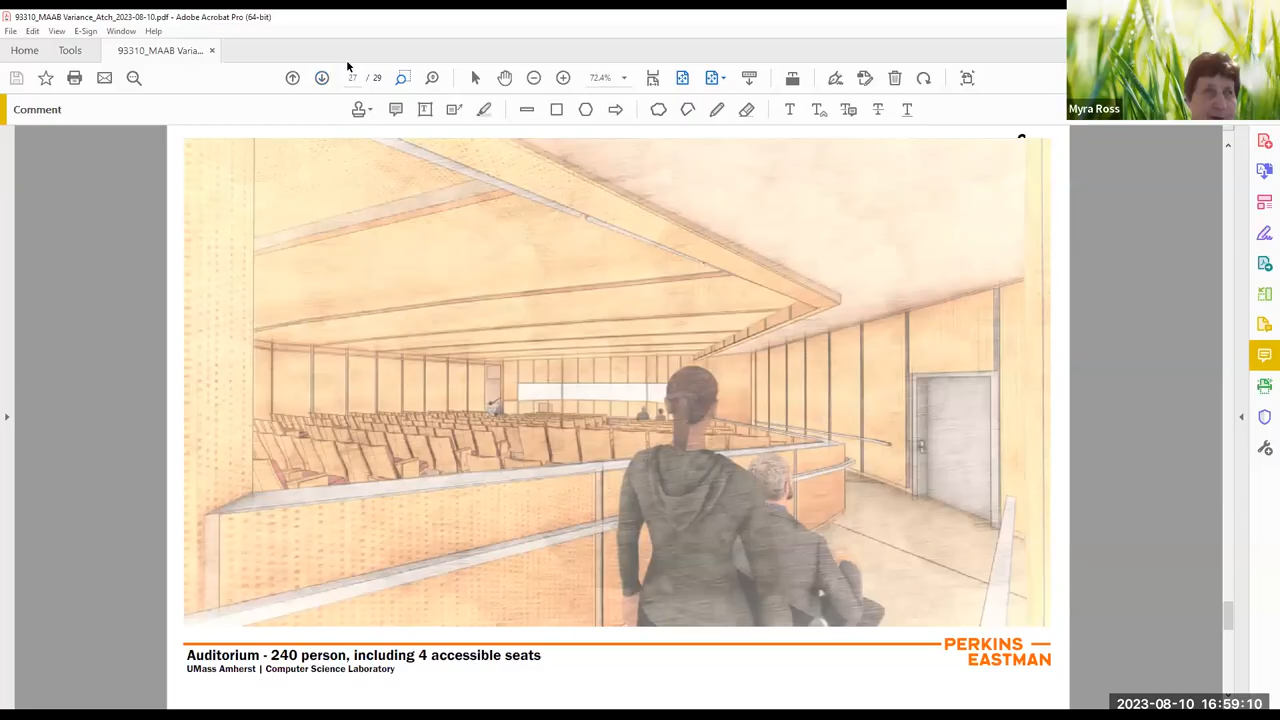 93310_MAAB Variance_Atch_2023-08-10.pdf - Adobe Acrobat Pro (64-bit)
File Edit View E-Sign Window Help
Home Tools 93310_MAAB Varia... ×
27 / 29 72.4%
Comment
Myra Ross
PERKINS
EASTMAN
Auditorium - 240 person, including 4 accessible seats
UMass Amherst | Computer Science Laboratory
2023-08-10 16:59:10